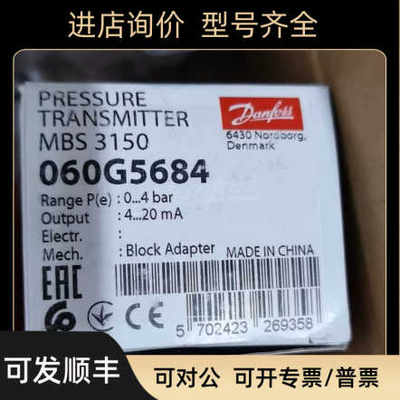 进店询价 型号齐全
PRESSURE
TRANSMITTER
MBS 3150
060G5684
Danfoss
6430 Nordborg,
Denmark
Range P(e) : 0...4 bar
Output : 4...20 mA
Electr. :
Mech. : Block Adapter
MADE IN CHINA
EAC
CE
5 702423 269358
可发顺丰
可对公 可开专票/普票